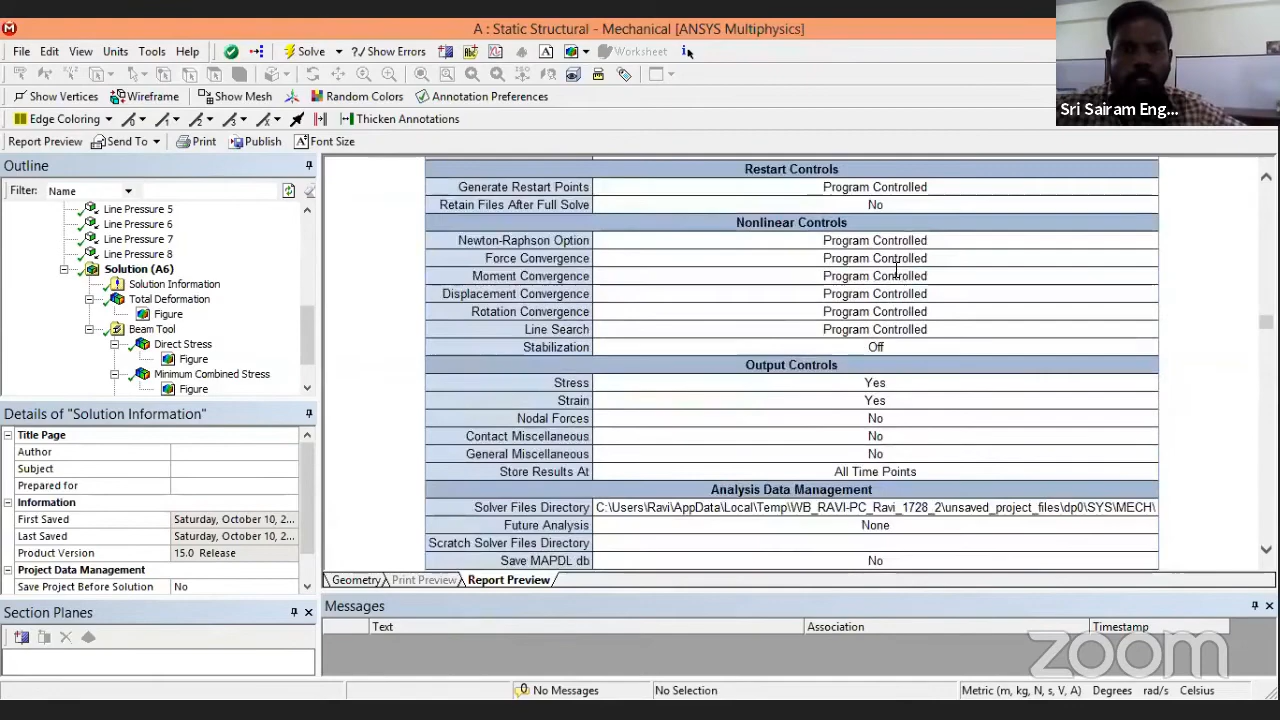 A : Static Structural - Mechanical [ANSYS Multiphysics]
File Edit View Units Tools Help Solve ?/ Show Errors Worksheet
Show Vertices Wireframe Show Mesh Random Colors Annotation Preferences
Edge Coloring Thicken Annotations
Report Preview Send To Print Publish Font Size
Sri Sairam Eng...
Outline
Filter: Name
Line Pressure 5
Line Pressure 6
Line Pressure 7
Line Pressure 8
Solution (A6)
Solution Information
Total Deformation
Figure
Beam Tool
Direct Stress
Figure
Minimum Combined Stress
Figure
Details of "Solution Information"
Title Page
Author
Subject
Prepared for
Information
First Saved Saturday, October 10, 2...
Last Saved Saturday, October 10, 2...
Product Version 15.0 Release
Project Data Management
Save Project Before Solution No
Section Planes
Restart Controls
Generate Restart Points Program Controlled
Retain Files After Full Solve No
Nonlinear Controls
Newton-Raphson Option Program Controlled
Force Convergence Program Controlled
Moment Convergence Program Controlled
Displacement Convergence Program Controlled
Rotation Convergence Program Controlled
Line Search Program Controlled
Stabilization Off
Output Controls
Stress Yes
Strain Yes
Nodal Forces No
Contact Miscellaneous No
General Miscellaneous No
Store Results At All Time Points
Analysis Data Management
Solver Files Directory C:\Users\Ravi\AppData\Local\Temp\WB_RAVI-PC_Ravi_1728_2\unsaved_project_files\dp0\SYS\MECH\
Future Analysis None
Scratch Solver Files Directory
Save MAPDL db No
Geometry Print Preview Report Preview
Messages
Text Association Timestamp
zoom
0 No Messages No Selection Metric (m, kg, N, s, V, A) Degrees rad/s Celsius